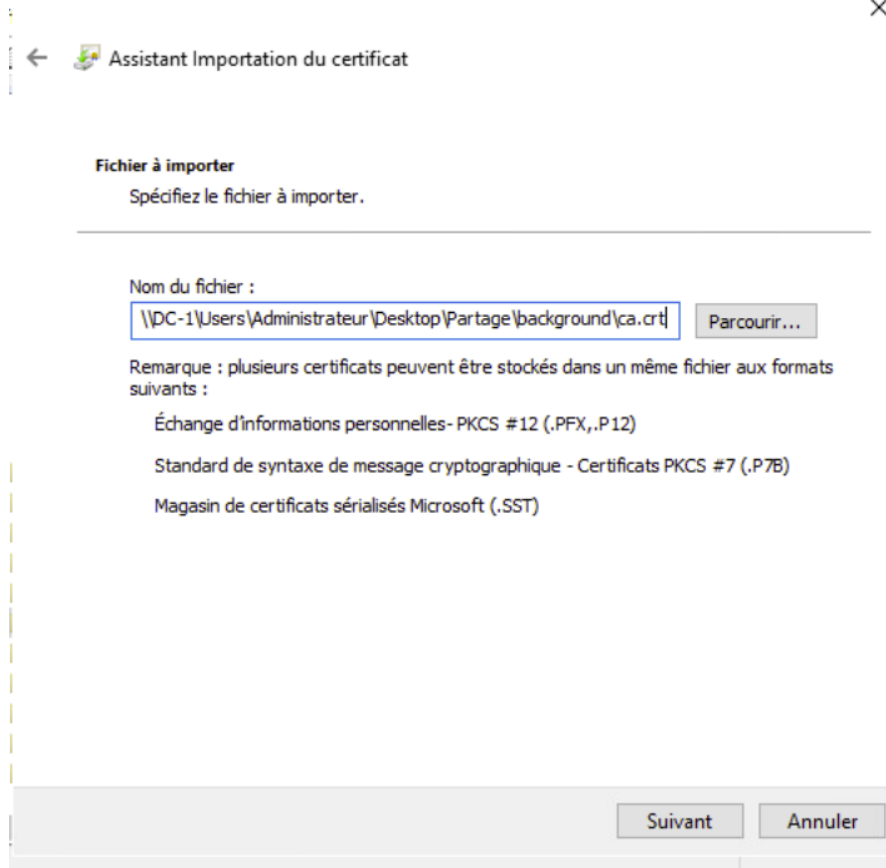 Assistant Importation du certificat
Fichier à importer
Spécifiez le fichier à importer.
Nom du fichier :
\\DC-1\Users\Administrateur\Desktop\Partage\background\ca.crt
Parcourir...
Remarque : plusieurs certificats peuvent être stockés dans un même fichier aux formats
suivants :
Échange d'informations personnelles- PKCS #12 (.PFX,.P12)
Standard de syntaxe de message cryptographique - Certificats PKCS #7 (.P7B)
Magasin de certificats sérialisés Microsoft (.SST)
Suivant
Annuler